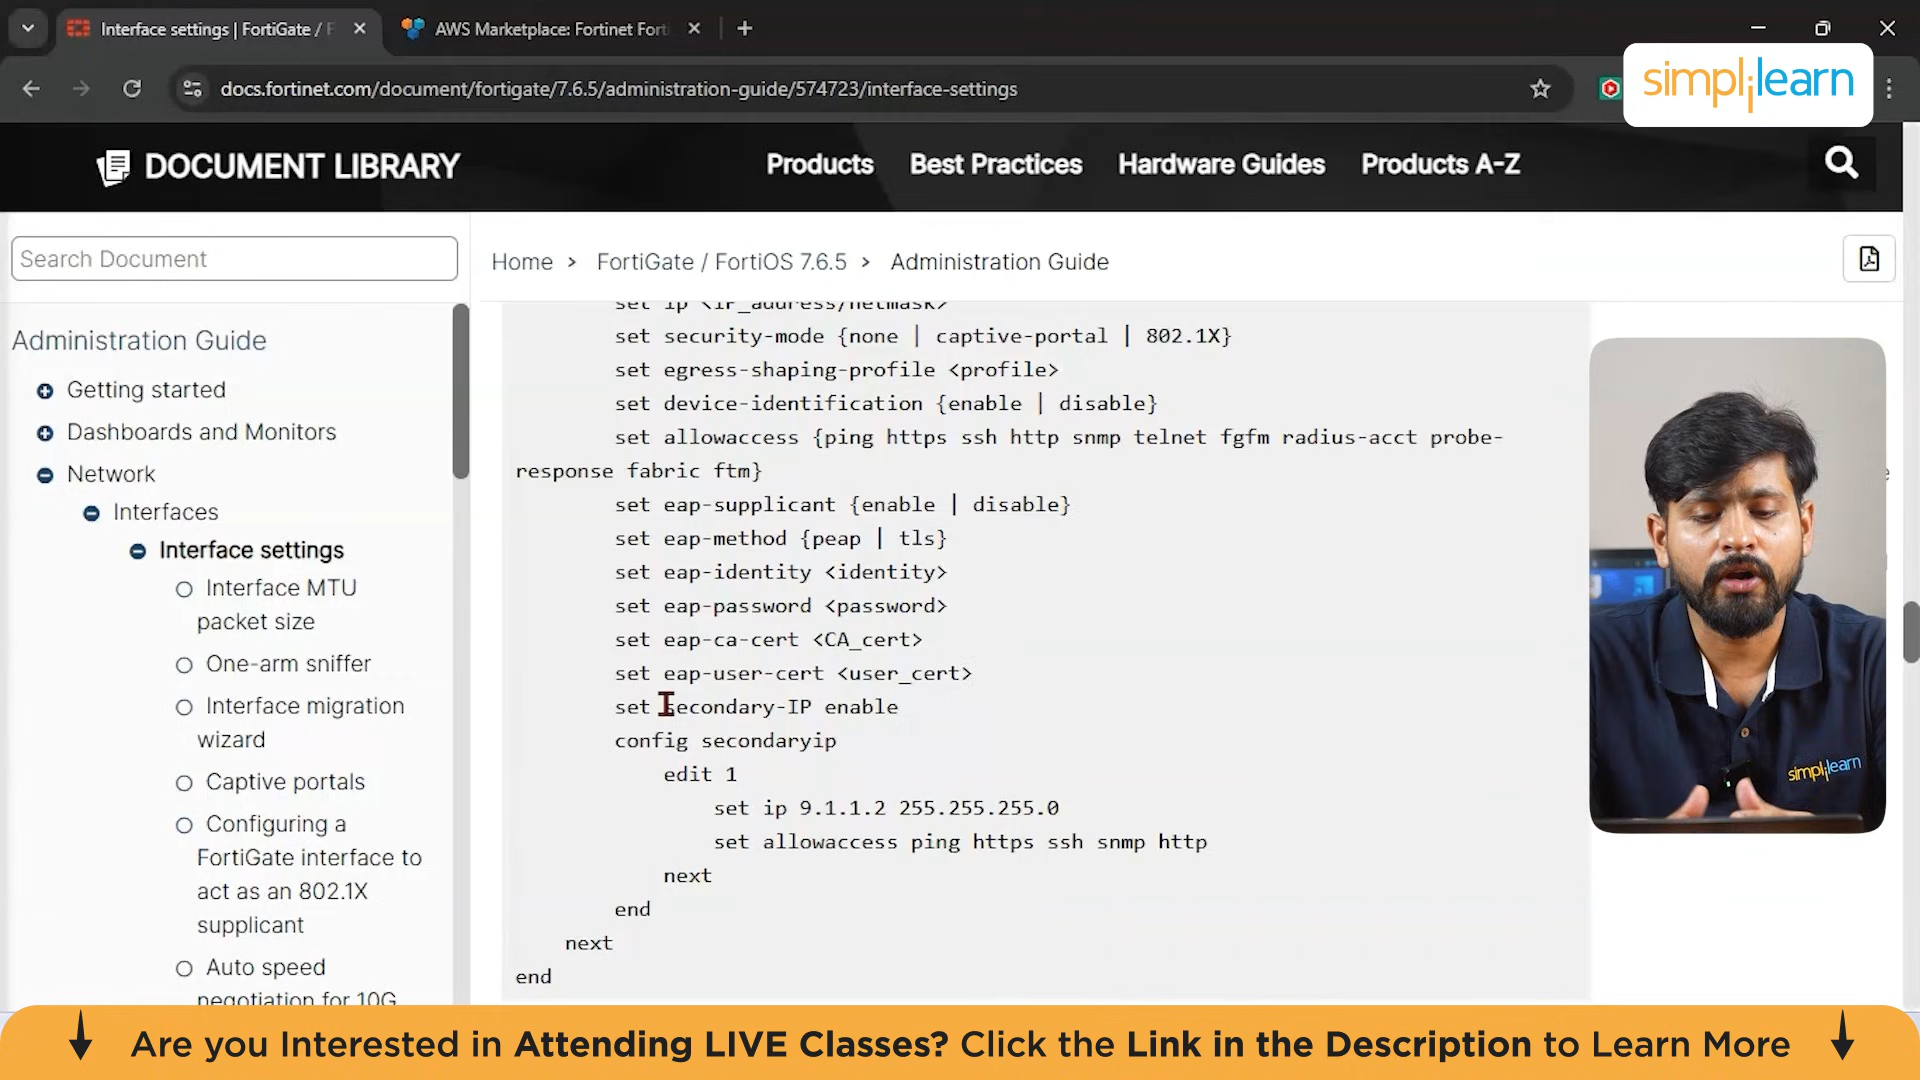 Interface settings | FortiGate / F
AWS Marketplace: Fortinet Forti
docs.fortinet.com/document/fortigate/7.6.5/administration-guide/574723/interface-settings
simplilearn
DOCUMENT LIBRARY
Products
Best Practices
Hardware Guides
Products A-Z
Search Document
Home > FortiGate / FortiOS 7.6.5 > Administration Guide
Administration Guide
Getting started
Dashboards and Monitors
Network
Interfaces
Interface settings
Interface MTU
packet size
One-arm sniffer
Interface migration
wizard
Captive portals
Configuring a
FortiGate interface to
act as an 802.1X
supplicant
Auto speed
negotiation for 10G
set ip <IP_address/netmask>
set security-mode {none | captive-portal | 802.1X}
set egress-shaping-profile <profile>
set device-identification {enable | disable}
set allowaccess {ping https ssh http snmp telnet fgfm radius-acct probe-
response fabric ftm}
set eap-supplicant {enable | disable}
set eap-method {peap | tls}
set eap-identity <identity>
set eap-password <password>
set eap-ca-cert <CA_cert>
set eap-user-cert <user_cert>
set secondary-IP enable
config secondaryip
edit 1
set ip 9.1.1.2 255.255.255.0
set allowaccess ping https ssh snmp http
next
end
next
end
simplilearn
Are you Interested in Attending LIVE Classes? Click the Link in the Description to Learn More